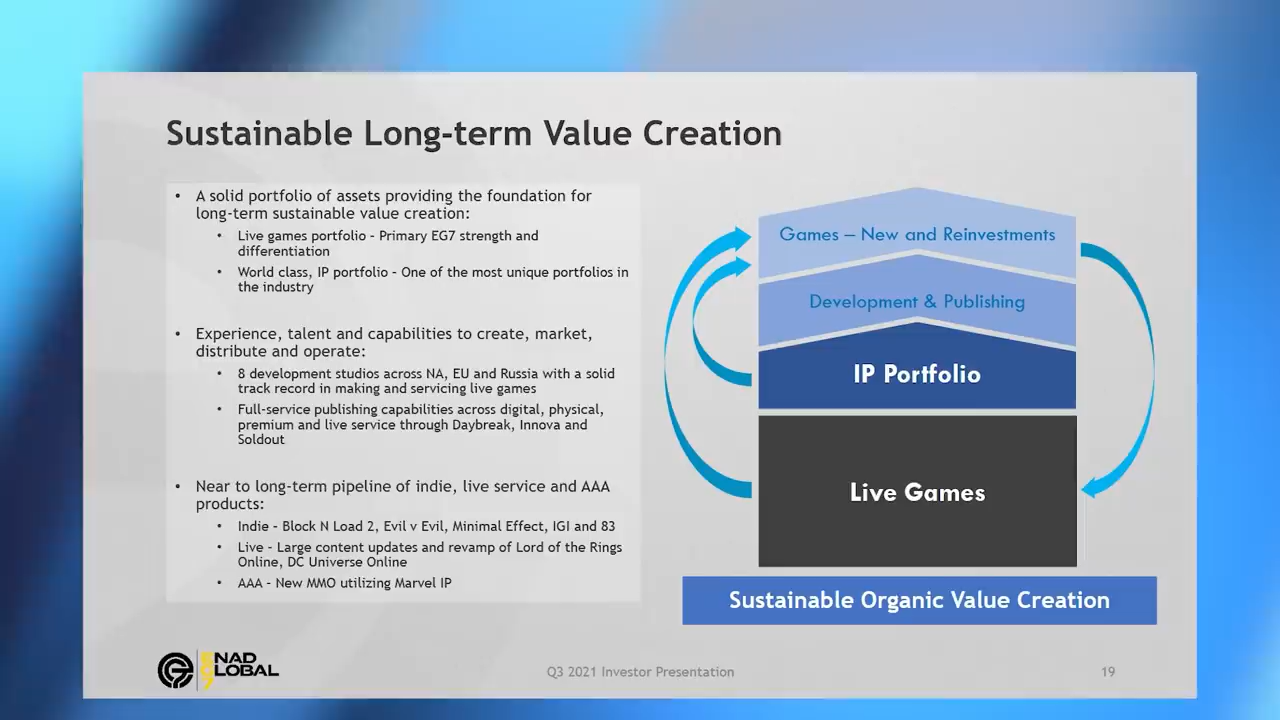 Sustainable Long-term Value Creation
• A solid portfolio of assets providing the foundation for
long-term sustainable value creation:
• Live games portfolio – Primary EG7 strength and
differentiation
• World class, IP portfolio – One of the most unique portfolios in
the industry
• Experience, talent and capabilities to create, market,
distribute and operate:
• 8 development studios across NA, EU and Russia with a solid
track record in making and servicing live games
• Full-service publishing capabilities across digital, physical,
premium and live service through Daybreak, Innova and
Soldout
• Near to long-term pipeline of indie, live service and AAA
products:
• Indie – Block N Load 2, Evil v Evil, Minimal Effect, IGI and 83
• Live – Large content updates and revamp of Lord of the Rings
Online, DC Universe Online
• AAA – New MMO utilizing Marvel IP
Games – New and Reinvestments
Development & Publishing
IP Portfolio
Live Games
Sustainable Organic Value Creation
NAD
LOBAL
Q3 2021 Investor Presentation
19